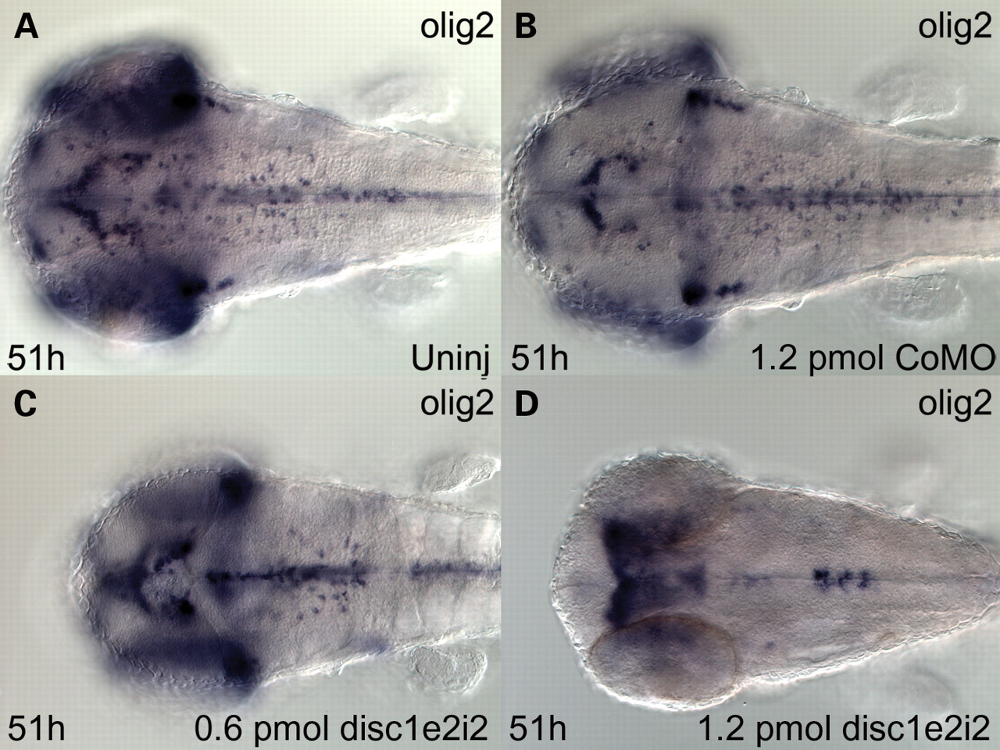 A olig2
51h Uninj
B olig2
51h 1.2 pmol CoMO
C olig2
51h 0.6 pmol disc1e2i2
D olig2
51h 1.2 pmol disc1e2i2